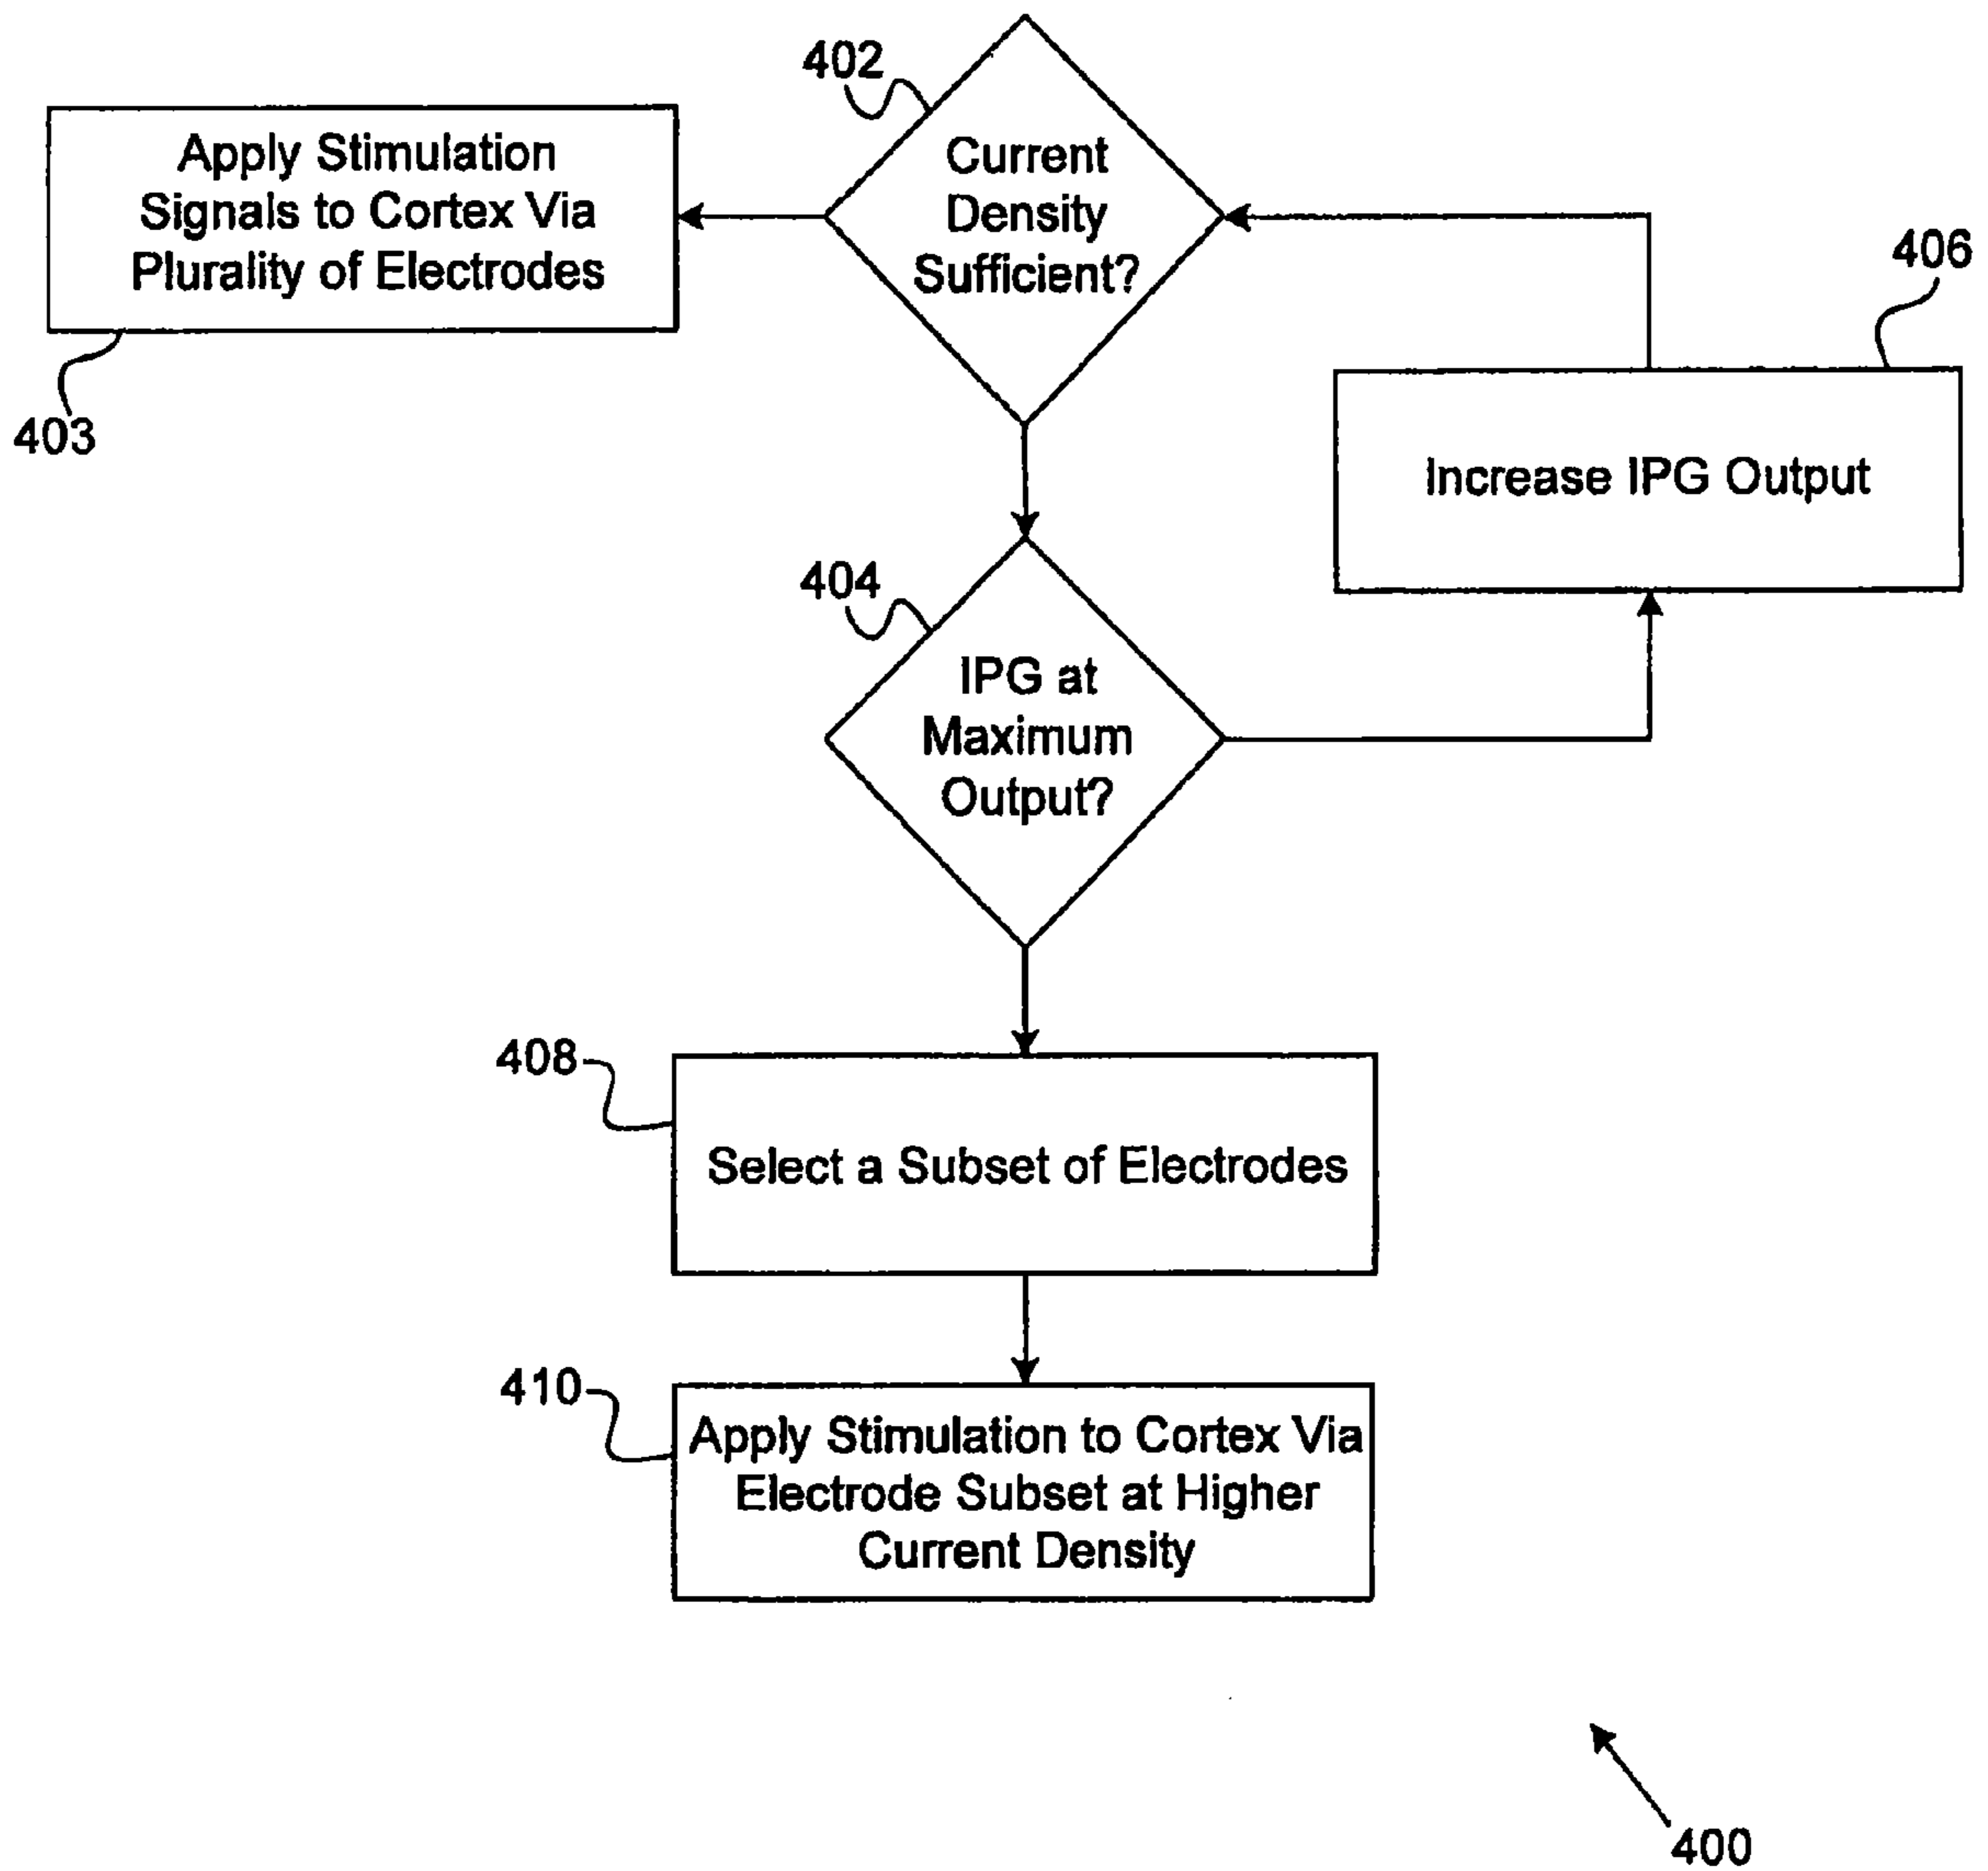 402
Current
Density
Sufficient?
Apply Stimulation
Signals to Cortex Via
Plurality of Electrodes
403
406
Increase IPG Output
404
IPG at
Maximum
Output?
408
Select a Subset of Electrodes
410
Apply Stimulation to Cortex Via
Electrode Subset at Higher
Current Density
400